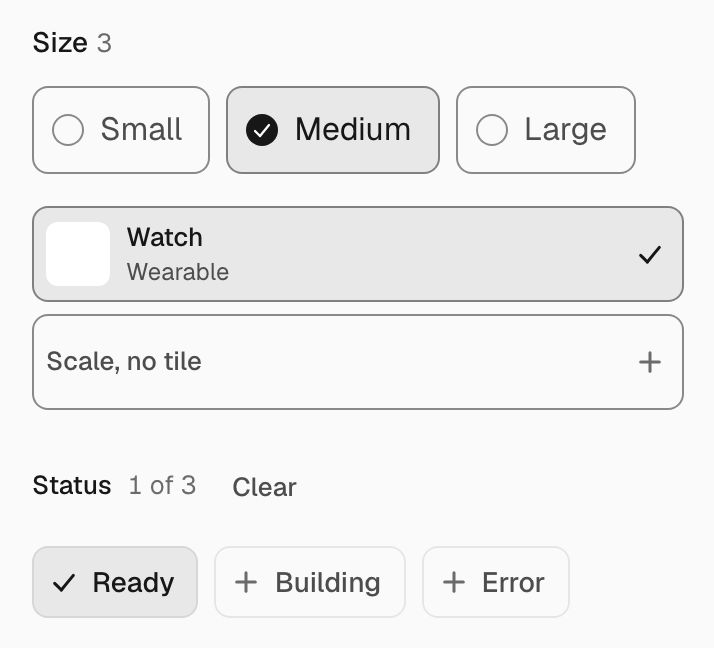 Size 3
Small Medium Large
Watch
Wearable
Scale, no tile
Status 1 of 3 Clear
Ready Building Error